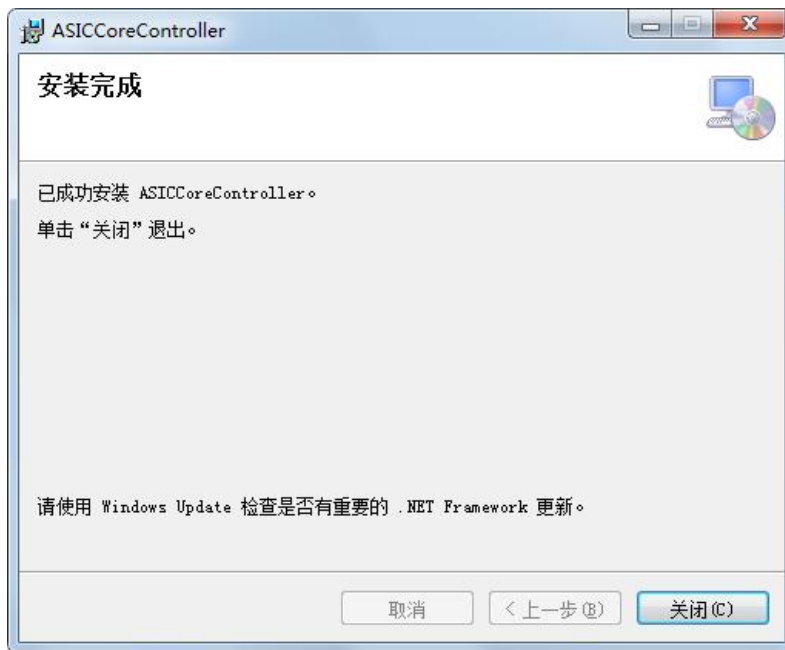 ASICCoreController
安装完成
已成功安装 ASICCoreController。
单击“关闭”退出。
请使用 Windows Update 检查是否有重要的 .NET Framework 更新。
取消
< 上一步(B)
关闭(C)